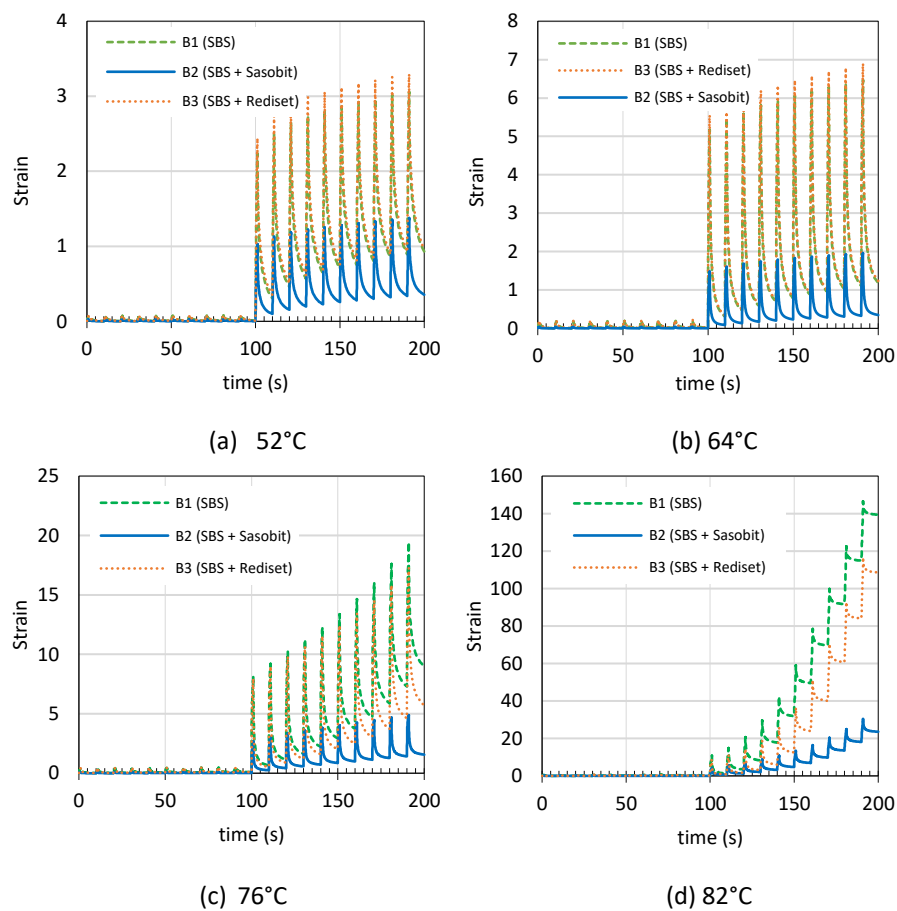 4
3
2
1
0
Strain
B1 (SBS)
B2 (SBS + Sasobit)
B3 (SBS + Rediset)
0 50 100 150 200
time (s)
(a) 52°C
8
7
6
5
4
3
2
1
0
Strain
B1 (SBS)
B3 (SBS + Rediset)
B2 (SBS + Sasobit)
0 50 100 150 200
time (s)
(b) 64°C
25
20
15
10
5
0
Strain
B1 (SBS)
B2 (SBS + Sasobit)
B3 (SBS + Rediset)
0 50 100 150 200
time (s)
(c) 76°C
160
140
120
100
80
60
40
20
0
Strain
B1 (SBS)
B2 (SBS + Sasobit)
B3 (SBS + Rediset)
0 50 100 150 200
time (s)
(d) 82°C